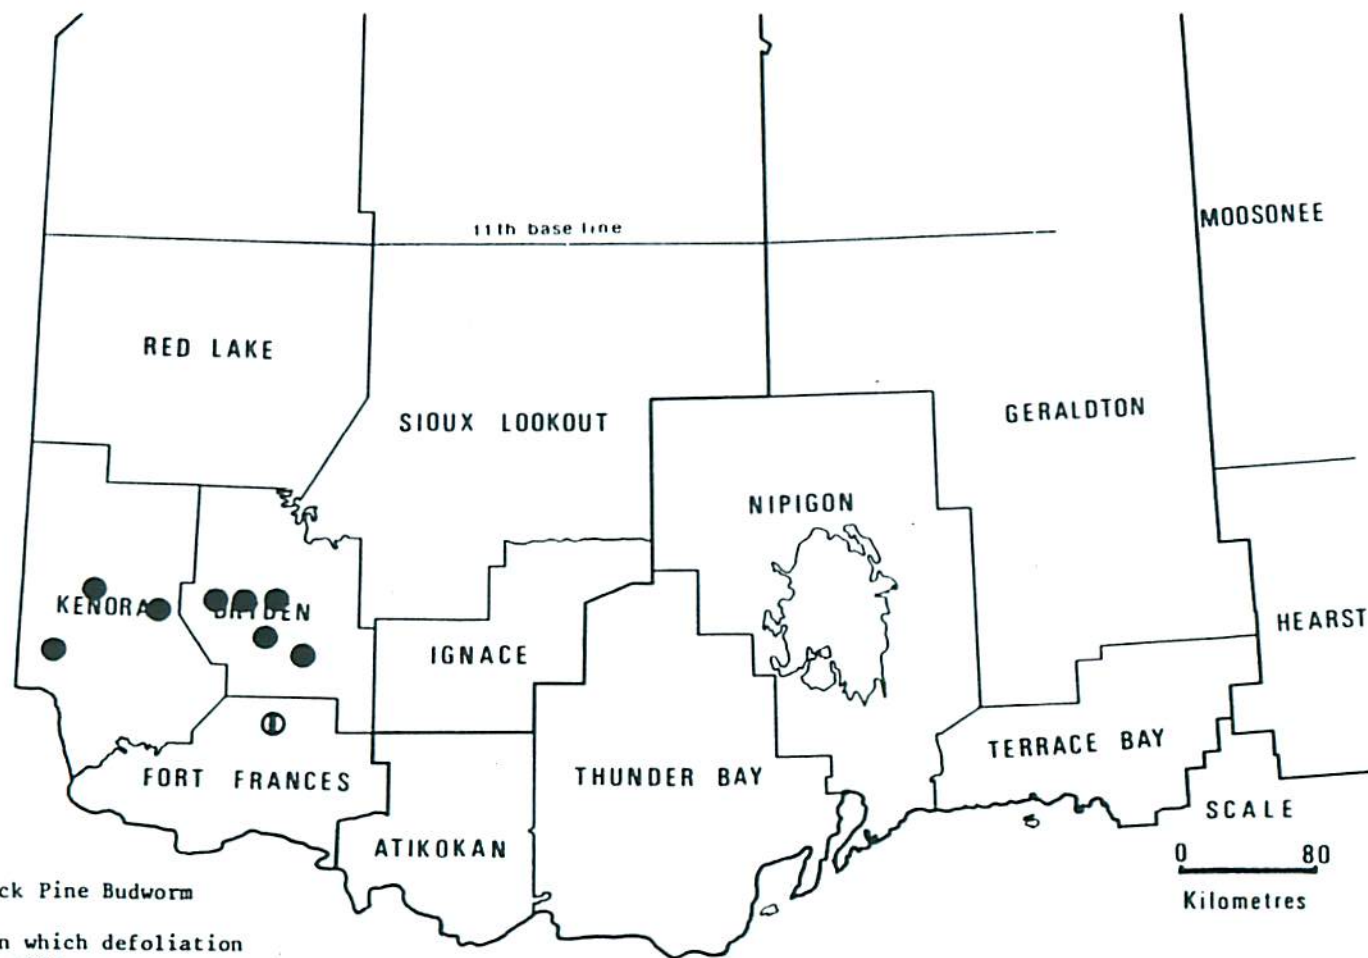 11th base line
MOOSONEE
RED LAKE
SIOUX LOOKOUT
GERALDTON
NIPIGON
KENORA
DRYDEN
HEARST
IGNACE
TERRACE BAY
FORT FRANCES
THUNDER BAY
SCALE
ATIKOKAN
0 80
Kilometres
ck Pine Budworm
n which defoliation